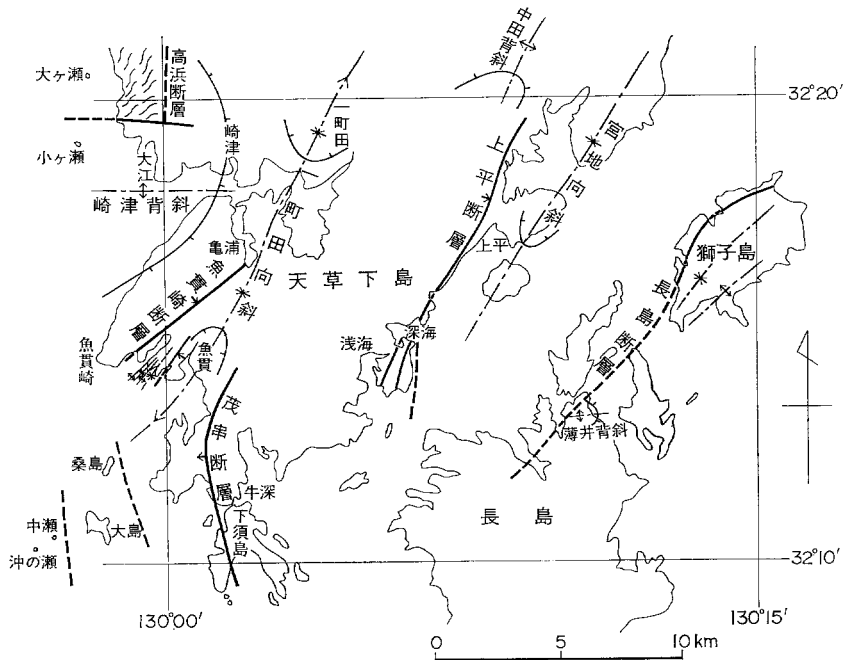 中田背斜
高浜断層
大ヶ瀬
32°20′
小ヶ瀬
崎津
一町田
大江
崎津背斜
上平断層
宮地向斜
一町田向斜
亀浦
上平
獅子島
天草下島
魚貫崎断層
長島断層
魚貫崎
魚貫
浅海
深海
茂串断層
薄井背斜
桑島
牛深
長島
中瀬
大島
下須島
沖の瀬
32°10′
130°00′
130°15′
0 5 10 km